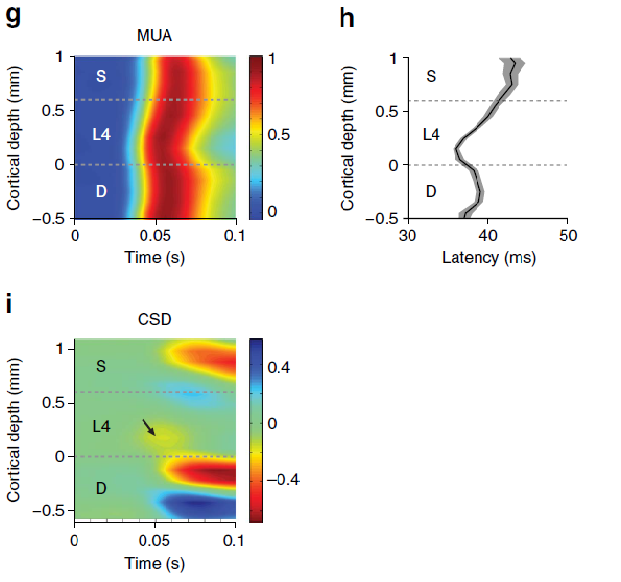 g
MUA
Cortical depth (mm)
1
0.5
0
−0.5
S
L4
D
0
0.05
0.1
Time (s)
1
0.5
0
h
Cortical depth (mm)
1
0.5
0
−0.5
S
L4
D
30
40
50
Latency (ms)
i
CSD
Cortical depth (mm)
1
0.5
0
−0.5
S
L4
D
0
0.05
0.1
Time (s)
0.4
0
−0.4